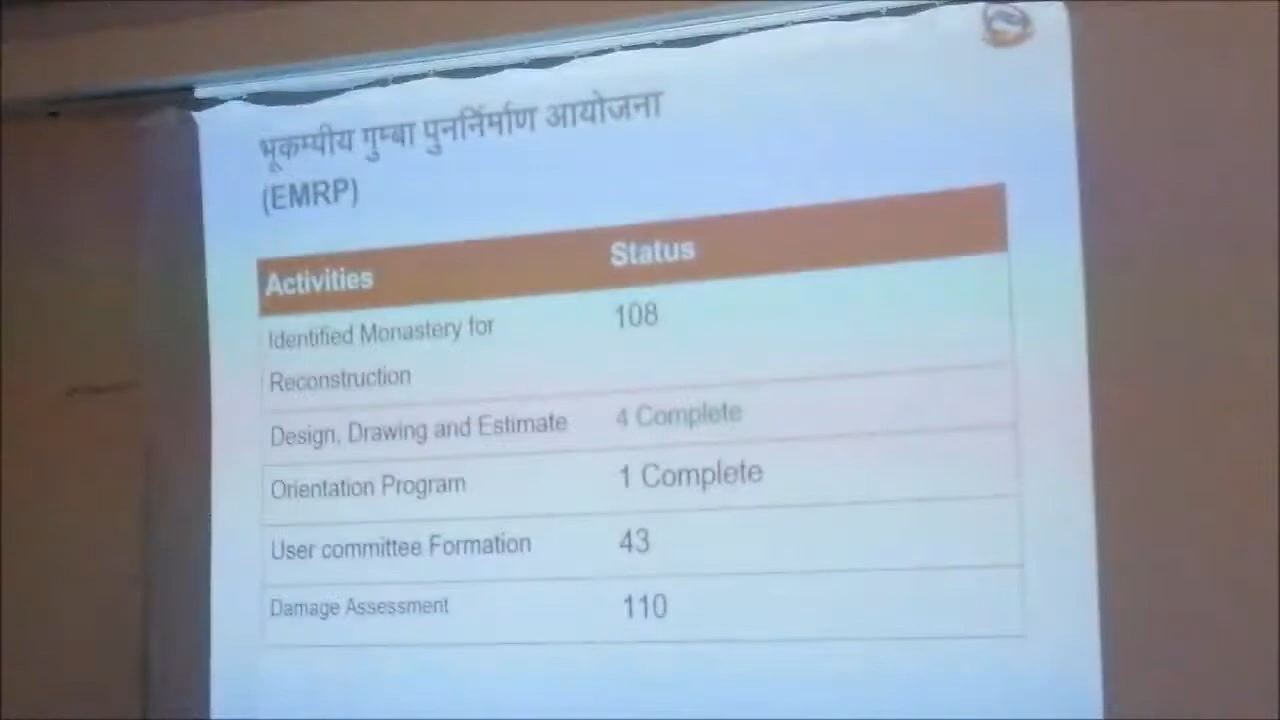 भूकम्पीय गुम्बा पुनर्निर्माण आयोजना
(EMRP)
Activities Status
Identified Monastery for 108
Reconstruction
Design, Drawing and Estimate 4 Complete
Orientation Program 1 Complete
User committee Formation 43
Damage Assessment 110